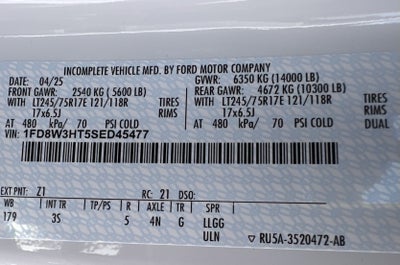 INCOMPLETE VEHICLE MFD. BY FORD MOTOR COMPANY
DATE: 04/25 GVWR: 6350 KG (14000 LB)
FRONT GAWR: 2540 KG ( 5600 LB) REAR GAWR: 4672 KG (10300 LB)
WITH LT245/75R17E 121/118R TIRES WITH LT245/75R17E 121/118R TIRES
17x6.5J RIMS 17x6.5J RIMS
AT 480 kPa/ 70 PSI COLD AT 480 kPa/ 70 PSI COLD DUAL
VIN: 1FD8W3HT5SED45477
EXT PNT: Z1 RC: 21 DSO:
WB INT TR TP/PS R AXLE TR SPR
179 3S 5 4N G LLGG
ULN ▽ RU5A-3520472-AB